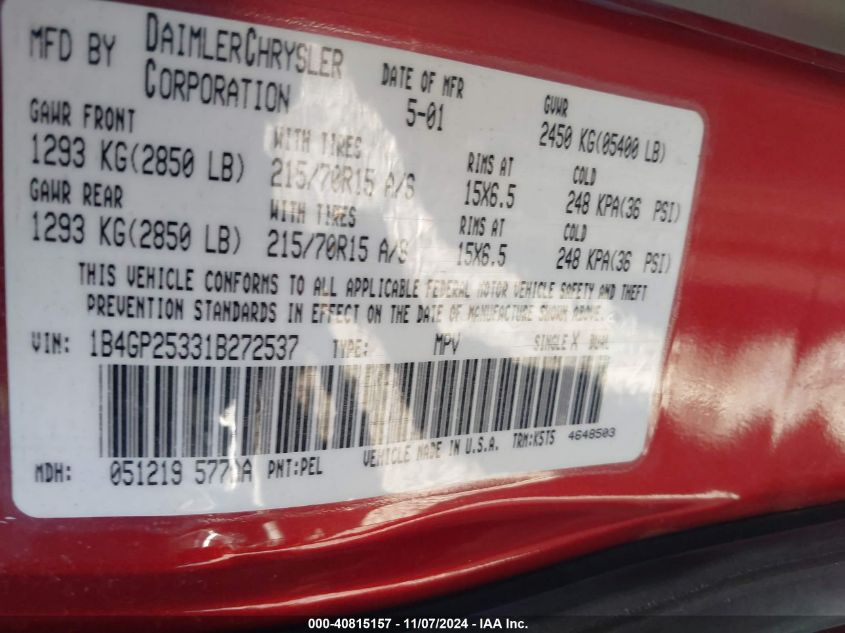 MFD BY DAIMLERCHRYSLER CORPORATION DATE OF MFR 5-01 GVWR 2450 KG(05400 LB)
GAWR FRONT WITH TIRES RIMS AT COLD
1293 KG(2850 LB) 215/70R15 A/S 15X6.5 248 KPA(36 PSI)
GAWR REAR WITH TIRES RIMS AT COLD
1293 KG(2850 LB) 215/70R15 A/S 15X6.5 248 KPA(36 PSI)
THIS VEHICLE CONFORMS TO ALL APPLICABLE FEDERAL MOTOR VEHICLE SAFETY AND THEFT
PREVENTION STANDARDS IN EFFECT ON THE DATE OF MANUFACTURE SHOWN ABOVE.
VIN: 1B4GP25331B272537 TYPE: MPV SINGLE X DUAL
MDH: 051219 PNT:PEL VEHICLE MADE IN U.S.A. TRM:K5T5 4648503
000-40815157 - 11/07/2024 - IAA Inc.